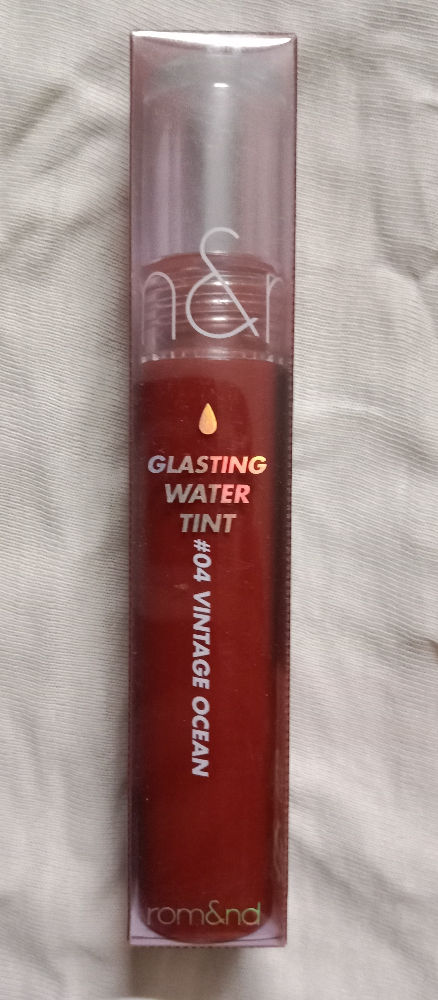 n&r
GLASTING
WATER
TINT
#04 VINTAGE OCEAN
rom&nd